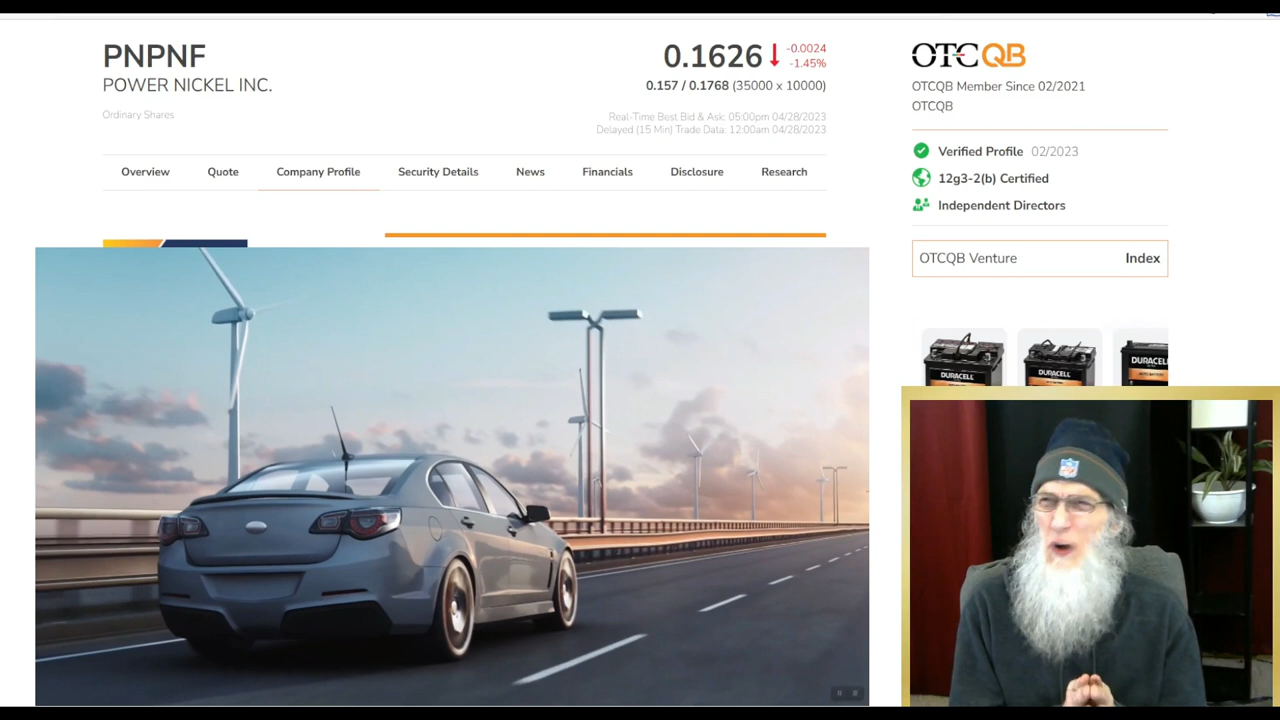 PNPNF
POWER NICKEL INC.
Ordinary Shares
0.1626
-0.0024
-1.45%
0.157 / 0.1768 (35000 x 10000)
Real-Time Best Bid & Ask: 05:00pm 04/28/2023
Delayed (15 Min) Trade Data: 12:00am 04/28/2023
Overview Quote Company Profile Security Details News Financials Disclosure Research
OTCQB
OTCQB Member Since 02/2021
OTCQB
Verified Profile 02/2023
12g3-2(b) Certified
Independent Directors
OTCQB Venture Index
DURACELL
DURACELL
DURACELL